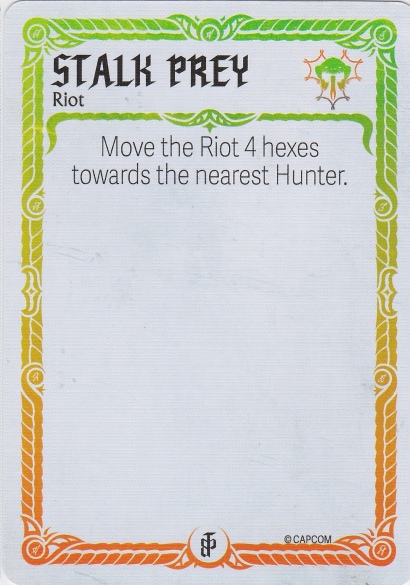 STALK PREY
Riot
Move the Riot 4 hexes
towards the nearest Hunter.
© CAPCOM